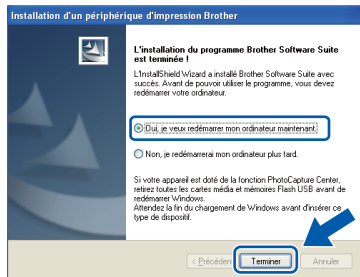 Installation d'un périphérique d'impression Brother
L'installation du programme Brother Software Suite
est terminée !
L'InstallShield Wizard a installé Brother Software Suite avec
succès. Avant de pouvoir utiliser le programme, vous devez
redémarrer votre ordinateur.
Oui, je veux redémarrer mon ordinateur maintenant.
Non, je redémarrerai mon ordinateur plus tard.
Si votre appareil est doté de la fonction PhotoCapture Center,
retirez toutes les cartes média et mémoires Flash USB avant de
redémarrer Windows.
Attendez la fin du chargement de Windows avant d'insérer ce
type de dispositif.
< Précéden
Terminer
Annuler